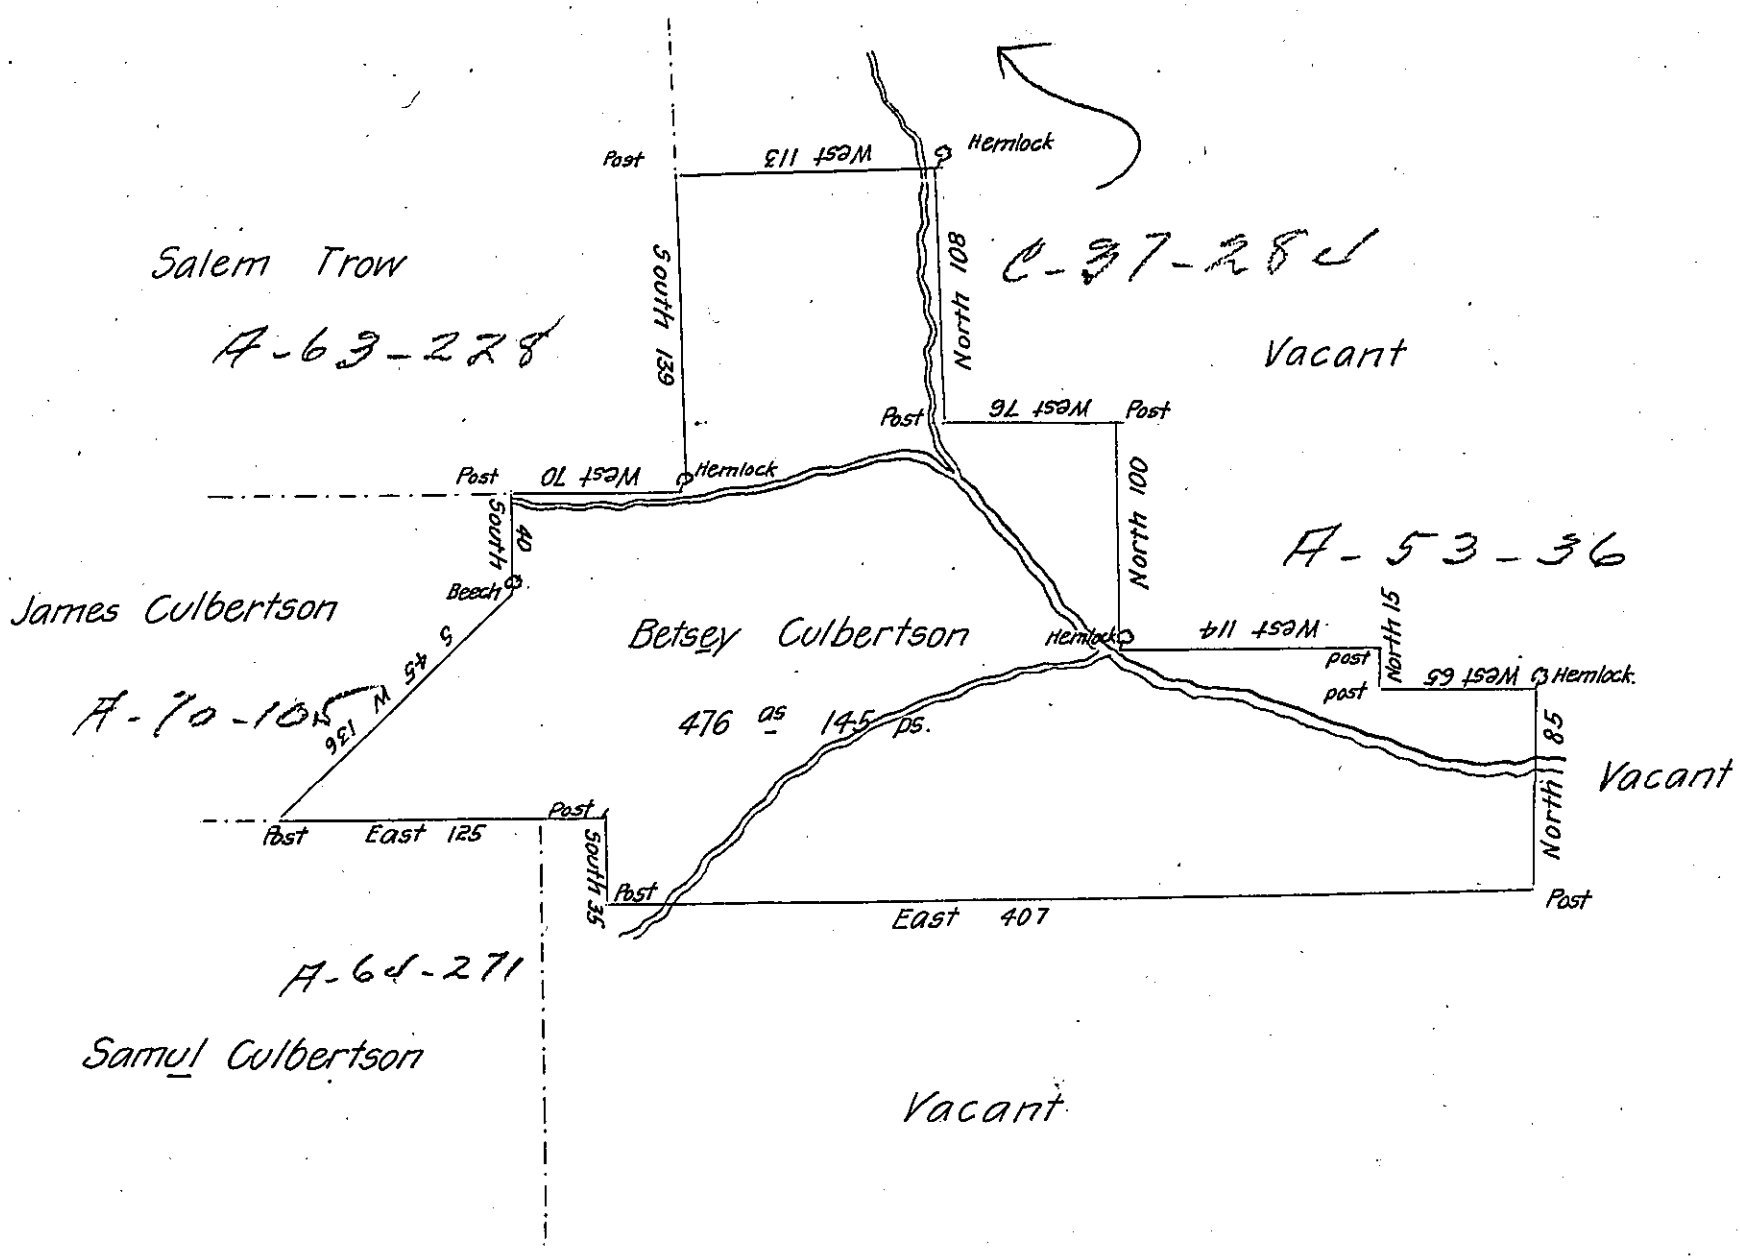 Hemlock
Post
West 113
South 139
North 108
Salem Trow
A-63-228
C-37-284
Vacant
Post
West 76
Post
Post
West 70
Hemlock
North 100
South 40
A-53-36
Beech
James Culbertson
S 45 W 136
Betsey Culbertson
Hemlock
West 114
North 15
post
post
West 65
Hemlock.
A-70-105
476 as 145 ps.
North 85
Vacant
Post
East 125
Post
South 35
Post
East 407
Post
A-64-271
Samul Culbertson
Vacant